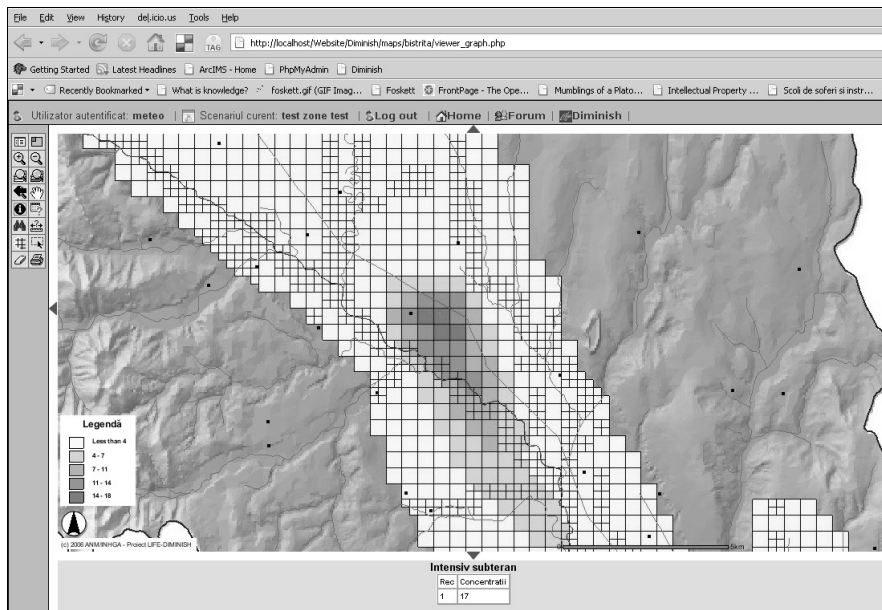 File Edit View History del.icio.us Tools Help
TAG http://localhost/Website/Diminish/maps/bistrita/viewer_graph.php
Getting Started Latest Headlines ArcIMS - Home PhpMyAdmin Diminish
Recently Bookmarked What is knowledge? foskett.gif (GIF Imag... Foskett FrontPage - The Ope... Mumblings of a Plato... Intellectual Property ... Scoli de soferi si instr...
Utilizator autentificat: meteo | Scenariul curent: test zone test | Log out | Home | Forum | Diminish |
Legendă
Less than 4
4 - 7
7 - 11
11 - 14
14 - 18
(c) 2006 ANM/INHGA - Proiect LIFE-DIMINISH
0 5km
Intensiv subteran
Rec Concentratii
1 17